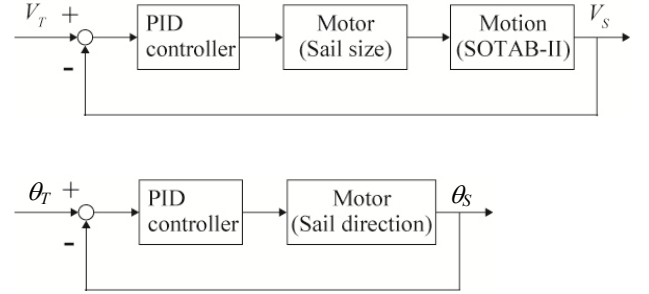 V_T + PID controller Motor (Sail size) Motion (SOTAB-II) V_S
-
θ_T + PID controller Motor (Sail direction) θ_S
-